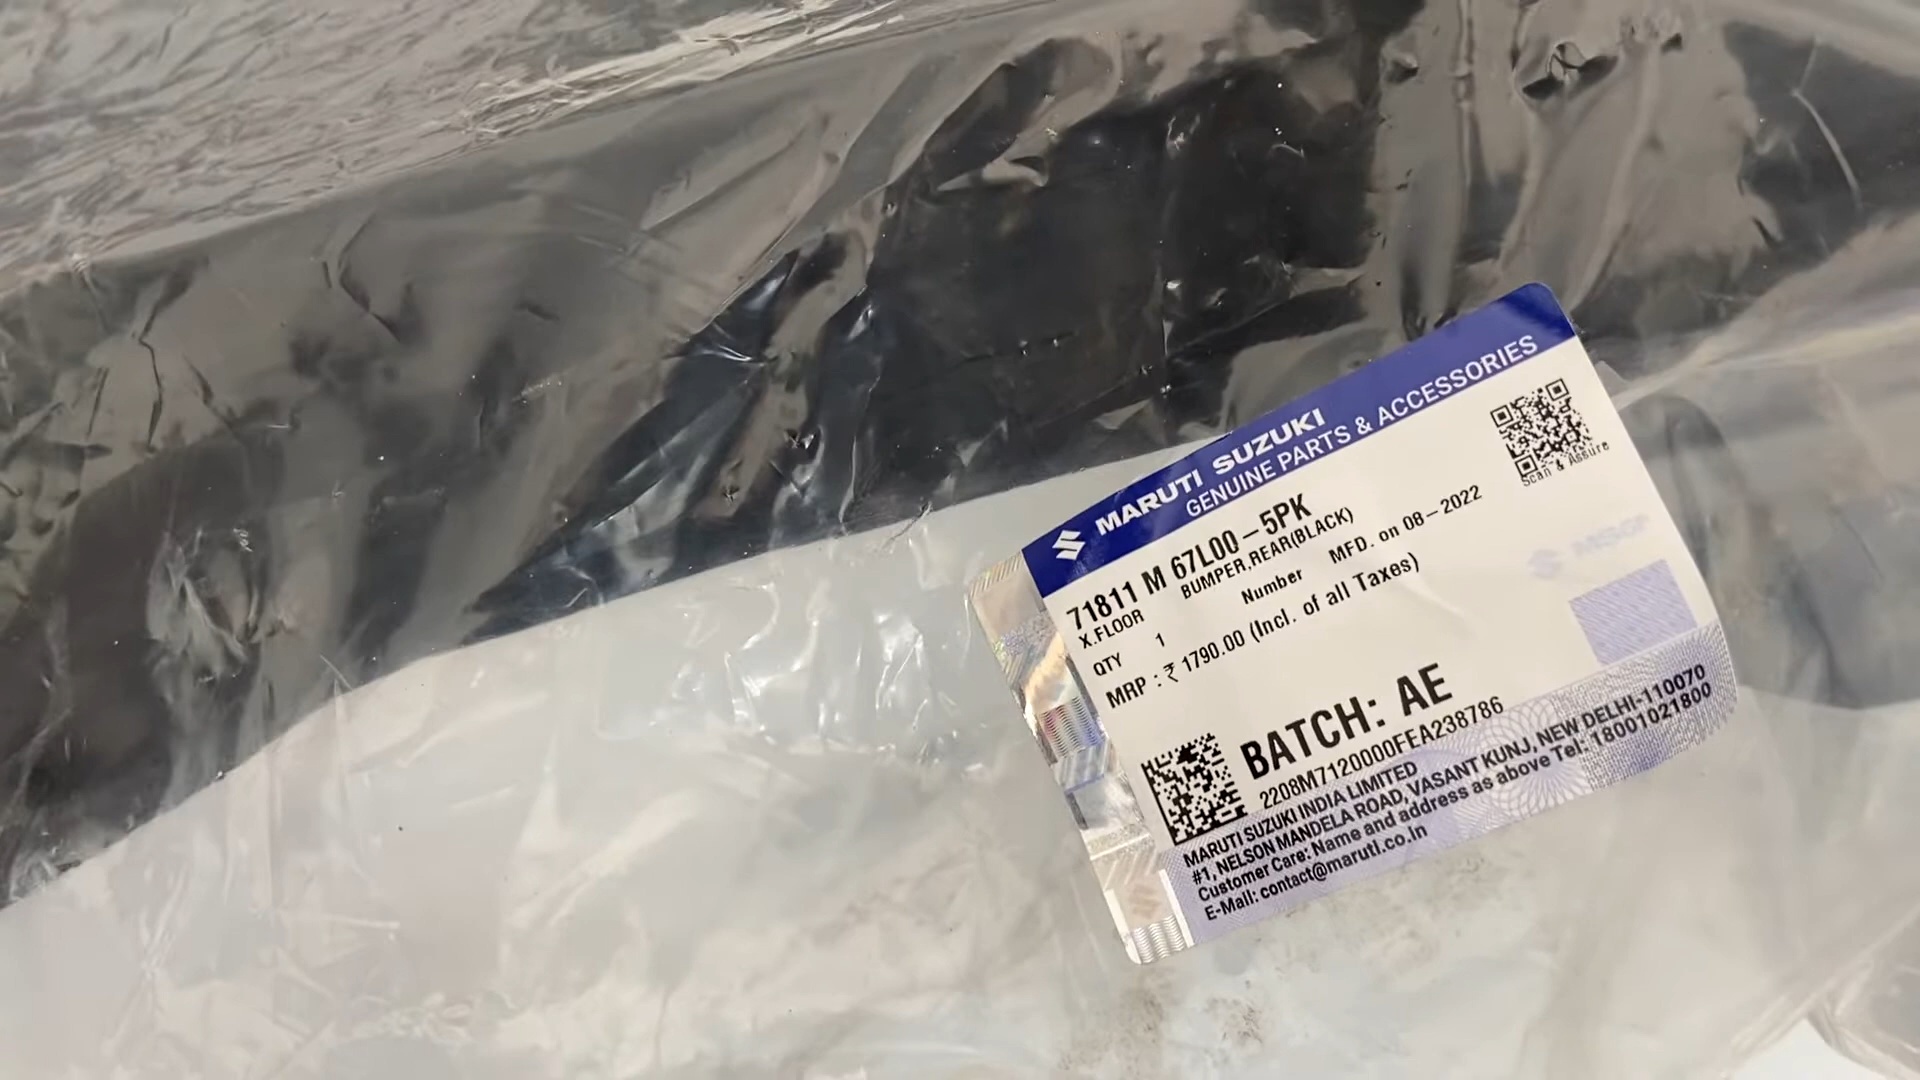 MARUTI SUZUKI
GENUINE PARTS & ACCESSORIES
Scan & Assure
71811 M 67L00-5PK
X.FLOOR BUMPER,REAR(BLACK)
QTY 1 Number MFD. on 08-2022
MRP : ₹ 1790.00 (Incl. of all Taxes)
BATCH: AE
2208M7120000FEA238786
MARUTI SUZUKI INDIA LIMITED
#1, NELSON MANDELA ROAD, VASANT KUNJ, NEW DELHI-110070
Customer Care: Name and address as above Tel: 18001021800
E-Mail: contact@maruti.co.in